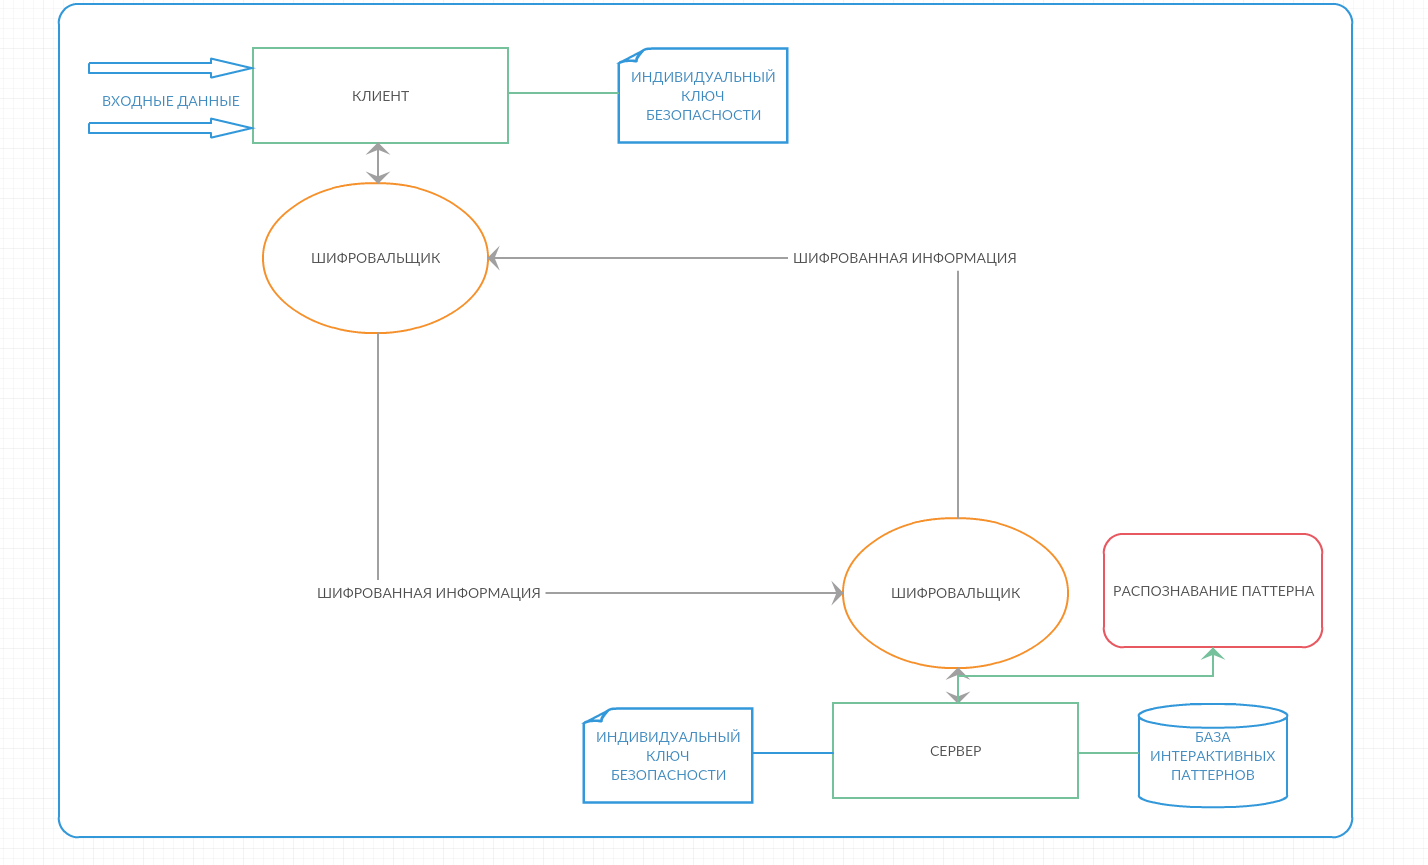 ВХОДНЫЕ ДАННЫЕ
КЛИЕНТ
ИНДИВИДУАЛЬНЫЙ
КЛЮЧ
БЕЗОПАСНОСТИ
ШИФРОВАЛЬЩИК
ШИФРОВАННАЯ ИНФОРМАЦИЯ
ШИФРОВАННАЯ ИНФОРМАЦИЯ
ШИФРОВАЛЬЩИК
РАСПОЗНАВАНИЕ ПАТТЕРНА
ИНДИВИДУАЛЬНЫЙ
КЛЮЧ
БЕЗОПАСНОСТИ
СЕРВЕР
БАЗА
ИНТЕРАКТИВНЫХ
ПАТТЕРНОВ